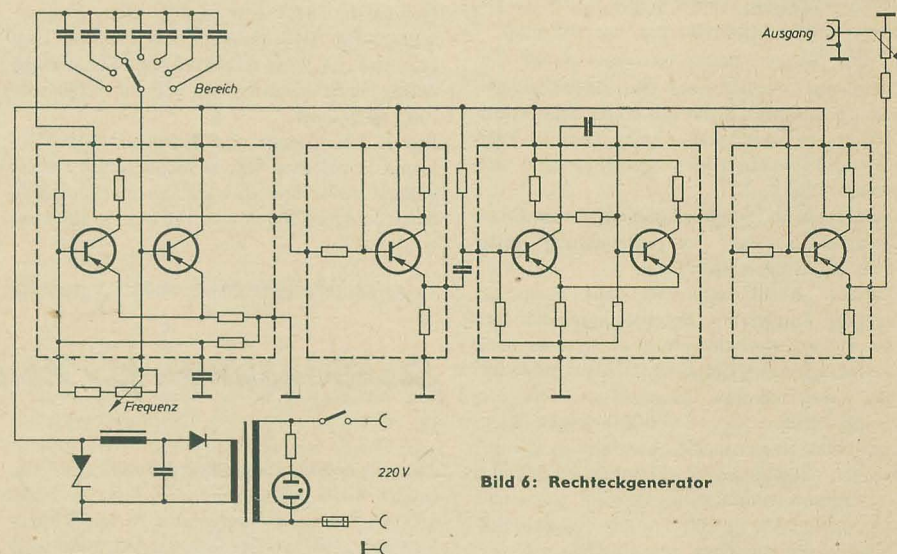 Ausgang
Bereich
Frequenz
220 V
Bild 6: Rechteckgenerator